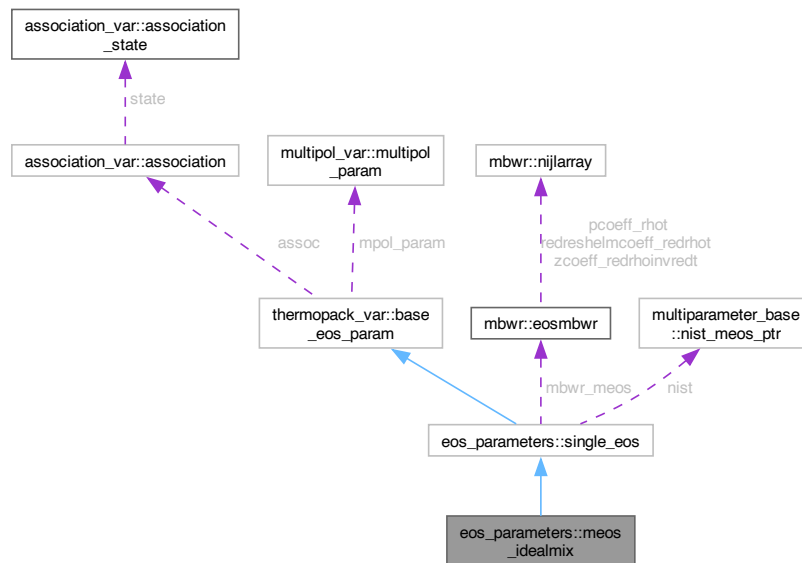 association_var::association
_state
state
association_var::association
multipol_var::multipol
_param
mbwr::nijlarray
pcoeff_rhot
redreshelmcoeff_redrhot
zcoeff_redrhoinvredt
assoc
mpol_param
thermopack_var::base
_eos_param
mbwr::eosmbwr
multiparameter_base
::nist_meos_ptr
mbwr_meos
nist
eos_parameters::single_eos
eos_parameters::meos
_idealmix